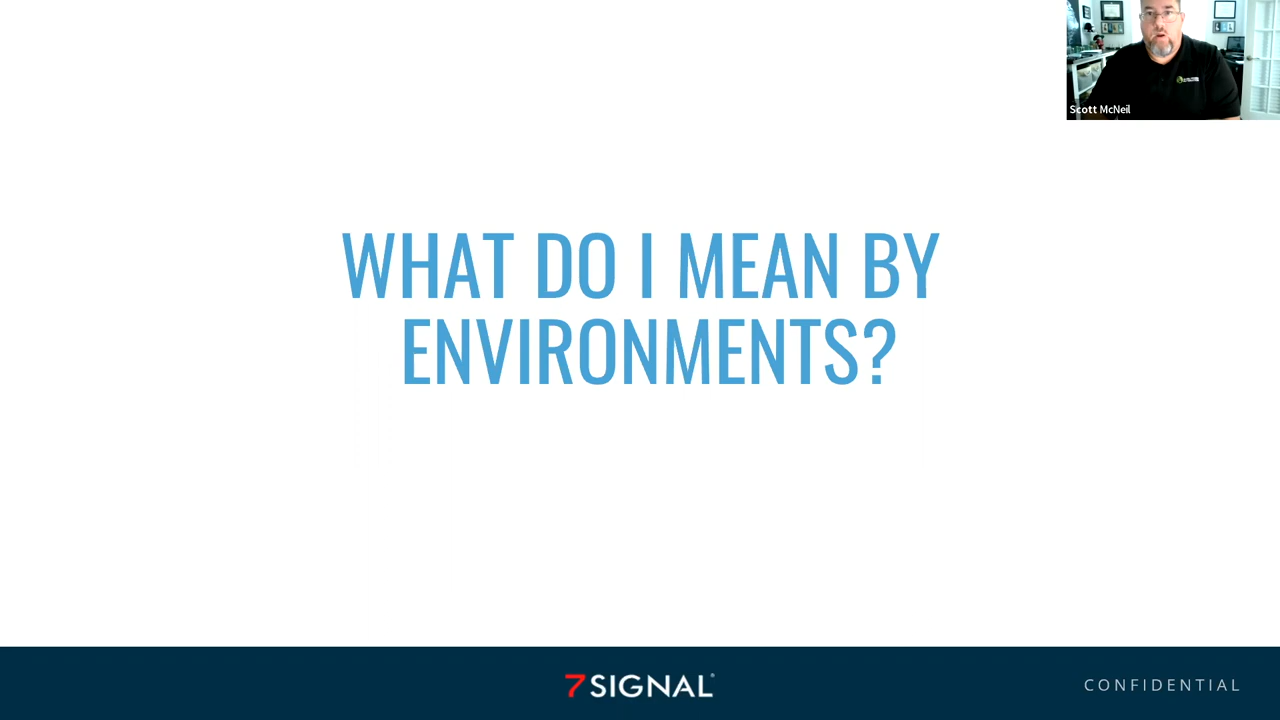 Scott McNeil
WHAT DO I MEAN BY
ENVIRONMENTS?
7SIGNAL®
CONFIDENTIAL